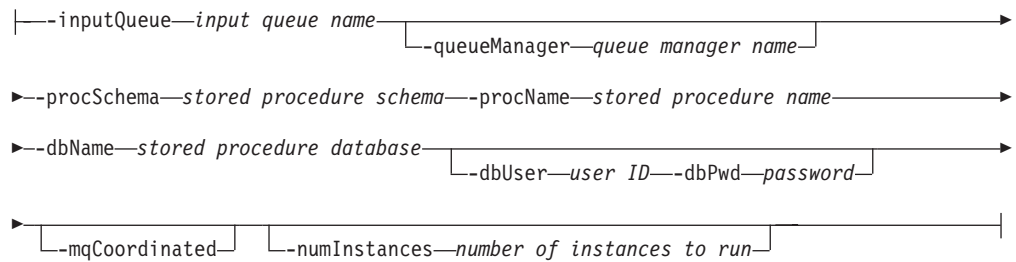 -inputQueue input queue name
-queueManager queue manager name
-procSchema stored procedure schema -procName stored procedure name
-dbName stored procedure database
-dbUser user ID -dbPwd password
-mqCoordinated -numInstances number of instances to run